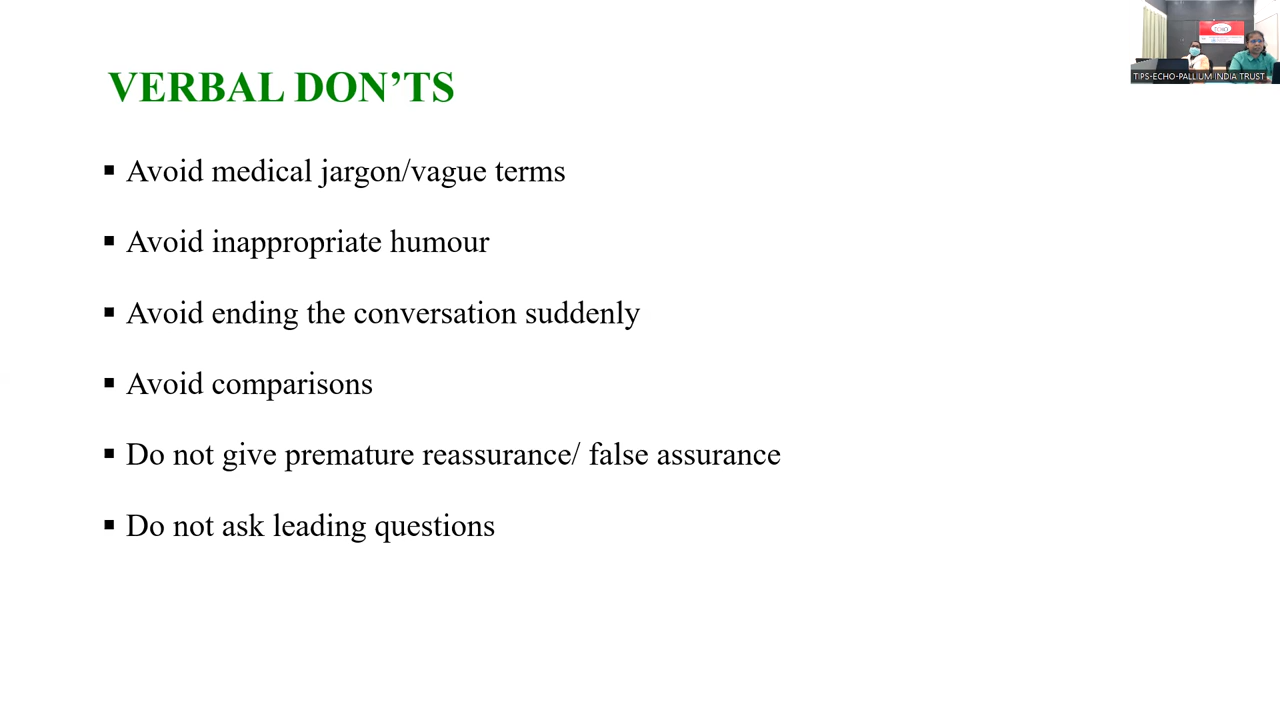 VERBAL DON’TS
▪ Avoid medical jargon/vague terms
▪ Avoid inappropriate humour
▪ Avoid ending the conversation suddenly
▪ Avoid comparisons
▪ Do not give premature reassurance/ false assurance
▪ Do not ask leading questions
TIPS-ECHO-PALLIUM INDIA TRUST